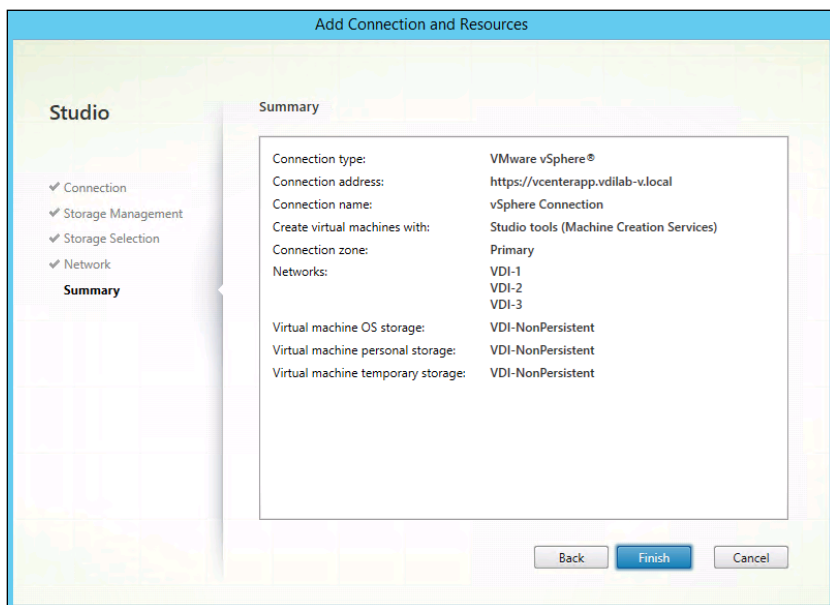 Add Connection and Resources
Studio
✔ Connection
✔ Storage Management
✔ Storage Selection
✔ Network
Summary
Summary
Connection type: VMware vSphere®
Connection address: https://vcenterapp.vdilab-v.local
Connection name: vSphere Connection
Create virtual machines with: Studio tools (Machine Creation Services)
Connection zone: Primary
Networks: VDI-1
VDI-2
VDI-3
Virtual machine OS storage: VDI-NonPersistent
Virtual machine personal storage: VDI-NonPersistent
Virtual machine temporary storage: VDI-NonPersistent
Back Finish Cancel